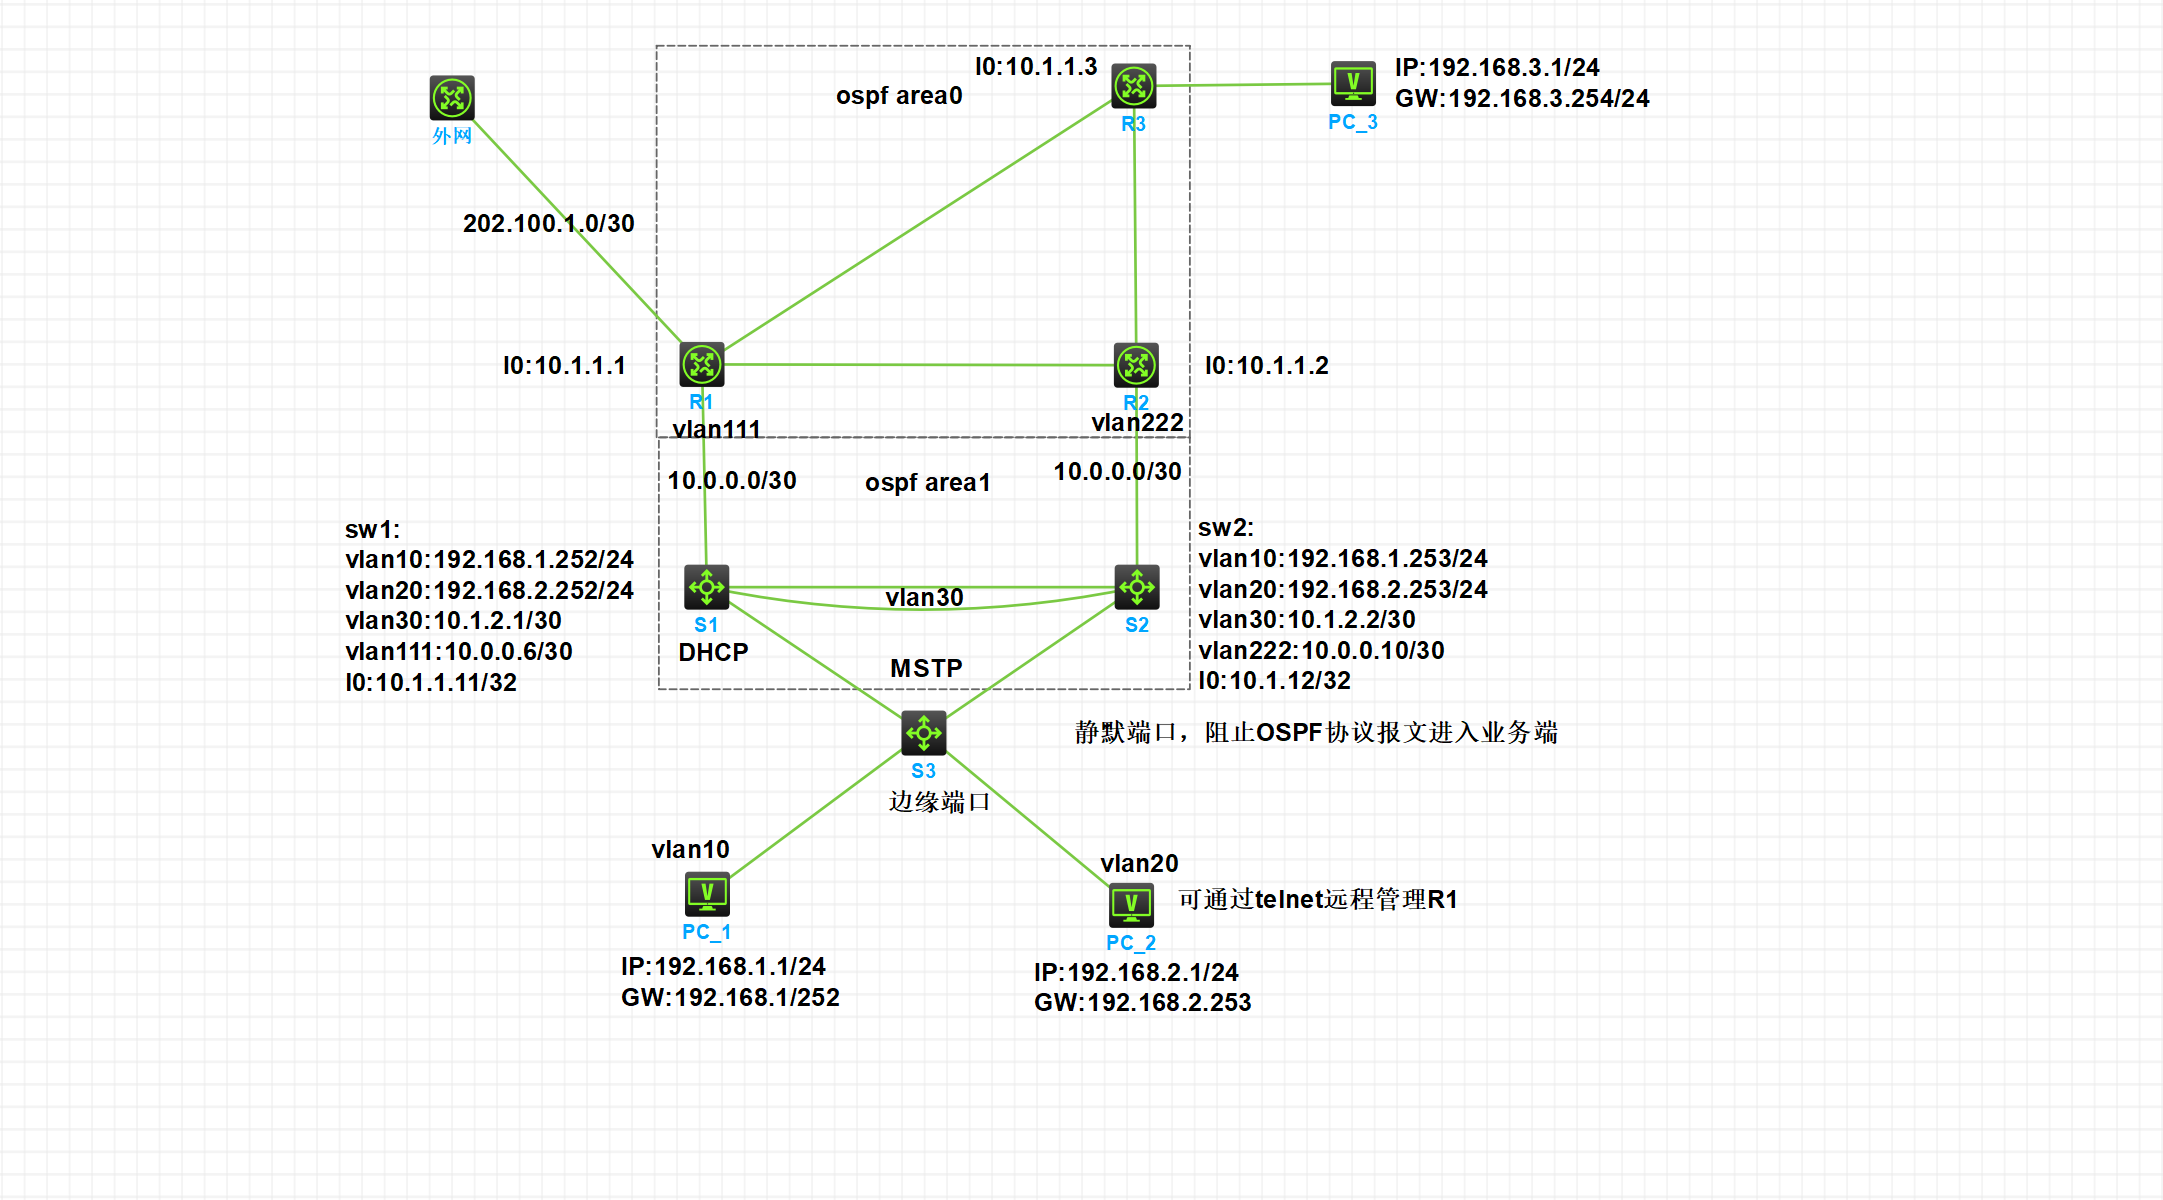 l0:10.1.1.3
ospf area0
R3
IP:192.168.3.1/24
GW:192.168.3.254/24
PC_3
外网
202.100.1.0/30
l0:10.1.1.1
R1
vlan111
R2
vlan222
l0:10.1.1.2
10.0.0.0/30
ospf area1
10.0.0.0/30
sw1:
vlan10:192.168.1.252/24
vlan20:192.168.2.252/24
vlan30:10.1.2.1/30
vlan111:10.0.0.6/30
l0:10.1.1.11/32
sw2:
vlan10:192.168.1.253/24
vlan20:192.168.2.253/24
vlan30:10.1.2.2/30
vlan222:10.0.0.10/30
l0:10.1.12/32
vlan30
S1
DHCP
S2
MSTP
S3
静默端口，阻止OSPF协议报文进入业务端
边缘端口
vlan10
PC_1
IP:192.168.1.1/24
GW:192.168.1/252
vlan20
可通过telnet远程管理R1
PC_2
IP:192.168.2.1/24
GW:192.168.2.253